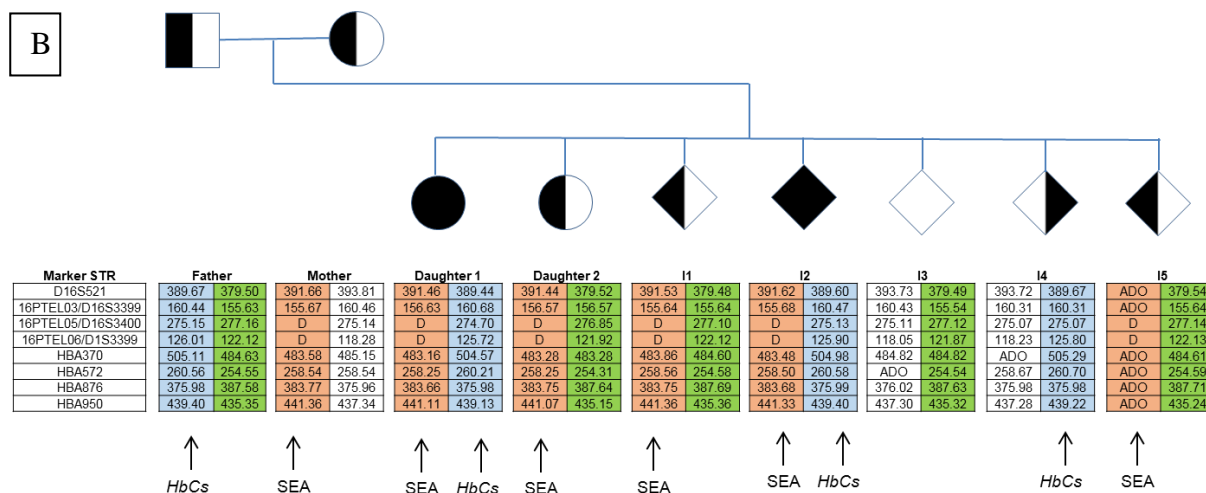 B
Marker STR Father Mother Daughter 1 Daughter 2 I1 I2 I3 I4 I5
D16S521 389.67 379.50 391.66 393.81 391.46 389.44 391.44 379.52 391.53 379.48 391.62 389.60 393.73 379.49 393.72 389.67 ADO 379.54
16PTEL03/D16S3399 160.44 155.63 155.67 160.46 156.63 160.68 156.57 156.57 155.64 155.64 155.68 160.47 160.43 155.54 160.31 160.31 ADO 155.64
16PTEL05/D16S3400 275.15 277.16 D 275.14 D 274.70 D 276.85 D 277.10 D 275.13 275.11 277.12 275.07 275.07 D 277.14
16PTEL06/D1S3399 126.01 122.12 D 118.28 D 125.72 D 121.92 D 122.12 D 125.90 118.05 121.87 118.23 125.80 D 122.13
HBA370 505.11 484.63 483.58 485.15 483.16 504.57 483.28 483.28 483.86 484.60 483.48 504.98 484.82 484.82 ADO 505.29 ADO 484.61
HBA572 260.56 254.55 258.54 258.54 258.25 260.21 258.25 254.31 258.56 254.58 258.50 260.58 ADO 254.54 258.67 260.70 ADO 254.59
HBA876 375.98 387.58 383.77 375.96 383.66 375.98 383.75 387.64 383.75 387.69 383.68 375.99 376.02 387.63 375.98 375.98 ADO 387.71
HBA950 439.40 435.35 441.36 437.34 441.11 439.13 441.07 435.15 441.36 435.36 441.33 439.40 437.30 435.32 437.28 439.22 ADO 435.24
HbCs SEA SEA HbCs SEA SEA SEA HbCs HbCs SEA